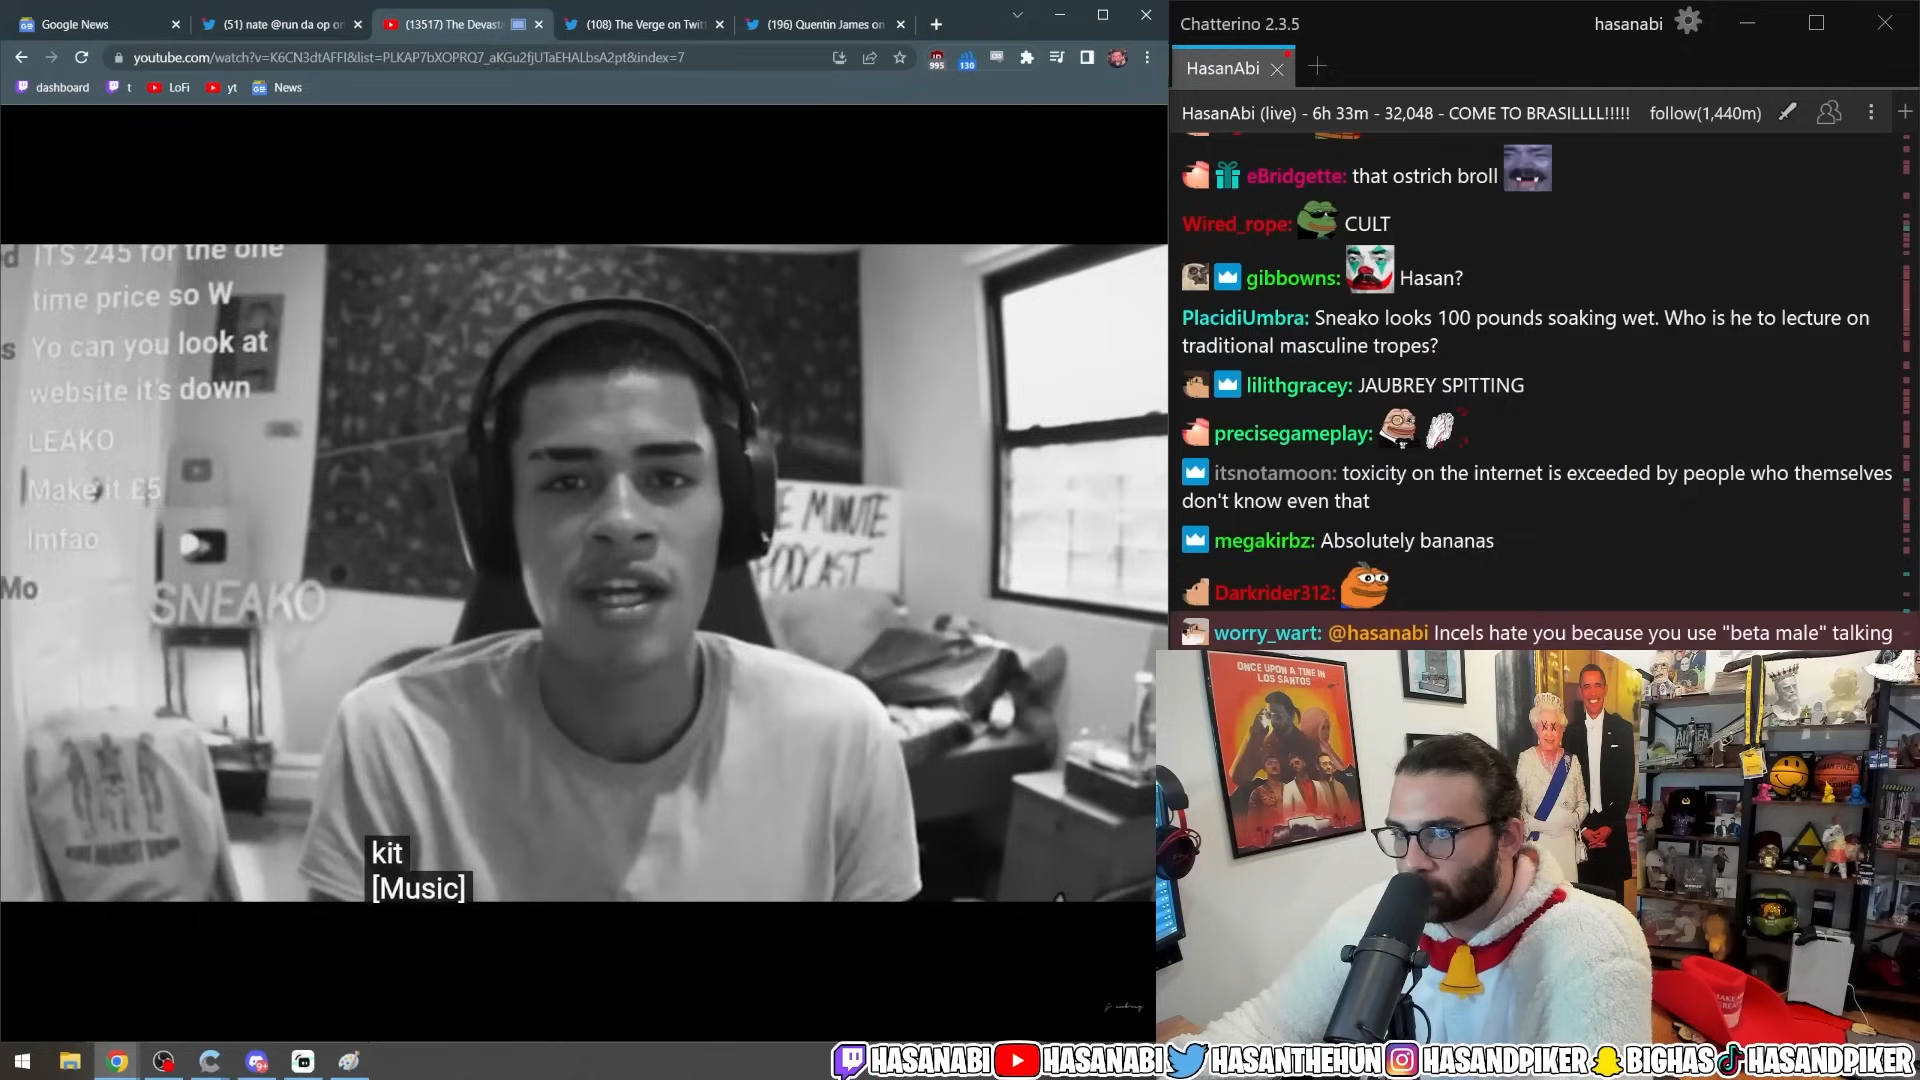 Google News
(51) nate @run da op on
(13517) The Devasta
(108) The Verge on Twitt
(196) Quentin James on
youtube.com/watch?v=K6CN3dtAFFI&list=PLKAP7bXOPRQ7_aKGu2fjUTaEHALbsA2pt&index=7
995
130
dashboard
t
LoFi
yt
News
ITS 245 for the one
time price so W
Yo can you look at
website it's down
LEAKO
Make it £5
lmfao
Mo
SNEAKO
E MINUTE
PODCAST
kit
[Music]
Chatterino 2.3.5
hasanabi
HasanAbi
HasanAbi (live) - 6h 33m - 32,048 - COME TO BRASILLLL!!!!!
follow(1,440m)
eBridgette: that ostrich broll
Wired_rope: CULT
gibbowns: Hasan?
PlacidiUmbra: Sneako looks 100 pounds soaking wet. Who is he to lecture on
traditional masculine tropes?
lilithgracey: JAUBREY SPITTING
precisegameplay:
itsnotamoon: toxicity on the internet is exceeded by people who themselves
don't know even that
megakirbz: Absolutely bananas
Darkrider312:
worry_wart: @hasanabi Incels hate you because you use "beta male" talking
ONCE UPON A TIME IN
LOS SANTOS
HASANABI
HASANABI
HASANTHEHUN
HASANDPIKER
BIGHAS
HASANDPIKER